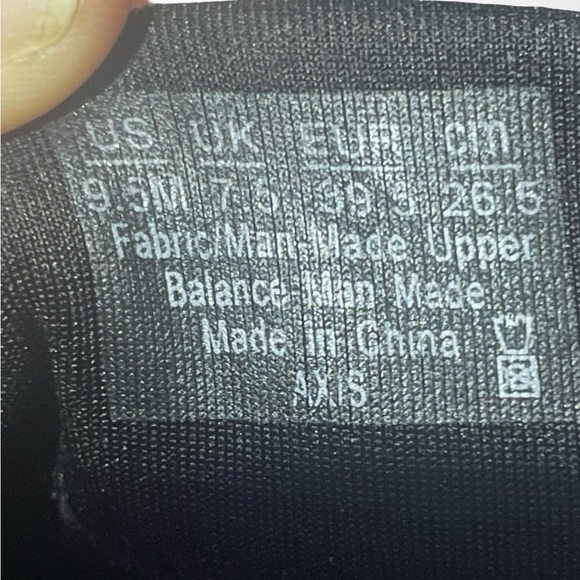 US UK EUR cm
9.5M 7.5 39.5 26.5
Fabric/Man-Made Upper
Balance Man Made
Made in China
AXIS